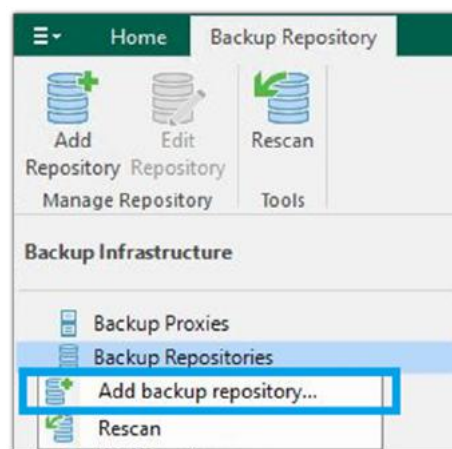 Home Backup Repository
Add Repository Edit Repository Rescan
Manage Repository Tools
Backup Infrastructure
Backup Proxies
Backup Repositories
Add backup repository...
Rescan